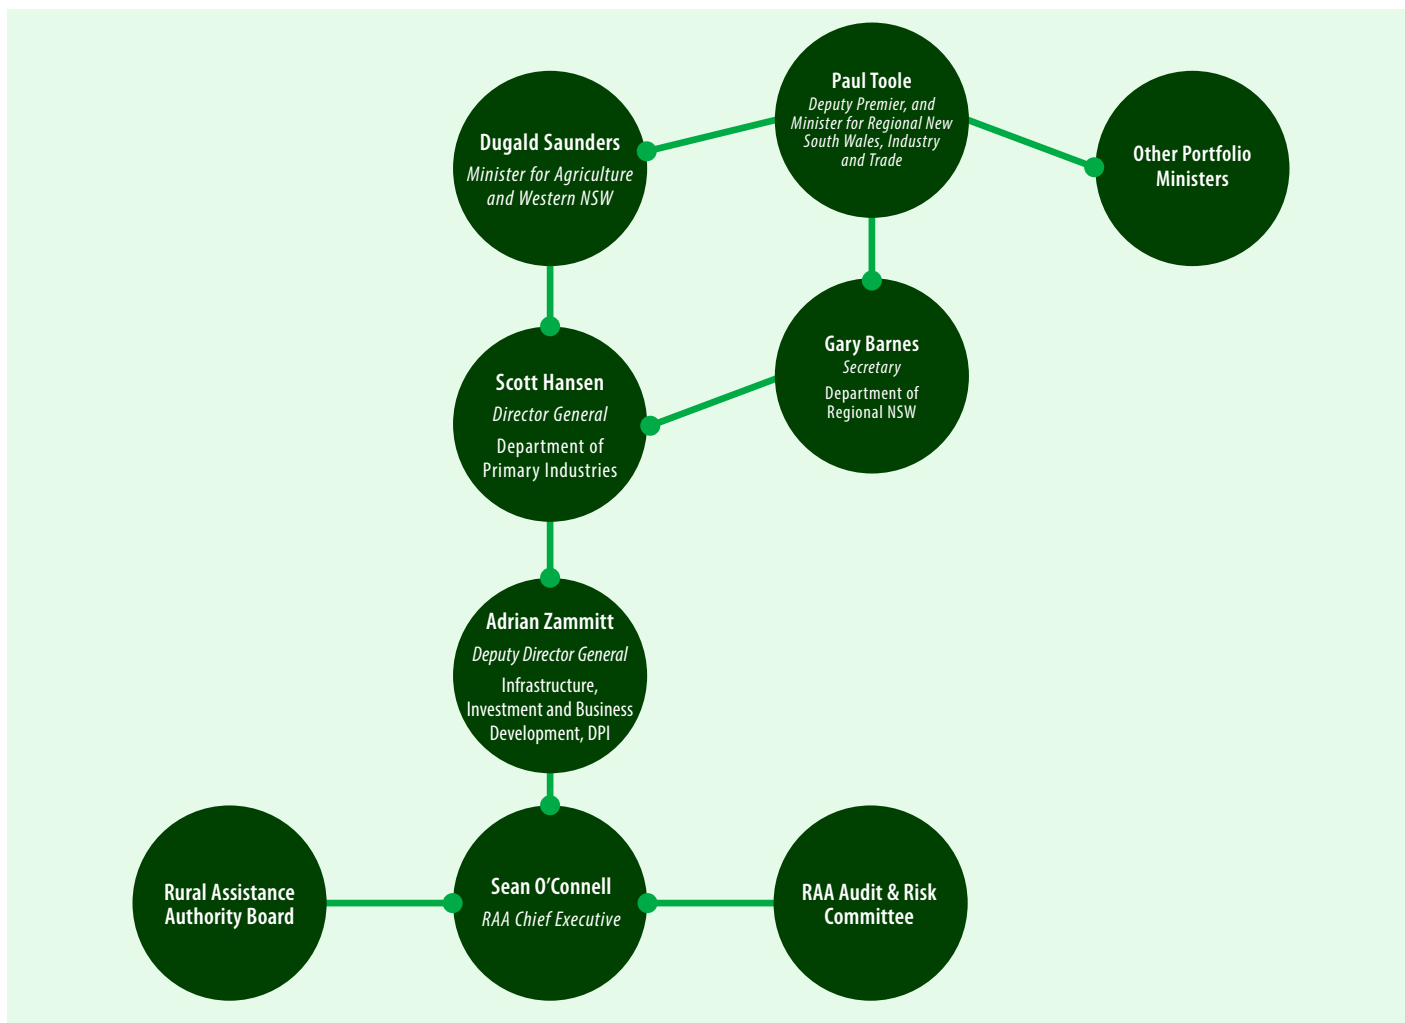 Paul Toole
Deputy Premier, and
Minister for Regional New
South Wales, Industry
and Trade
Dugald Saunders
Minister for Agriculture
and Western NSW
Other Portfolio
Ministers
Gary Barnes
Secretary
Department of
Regional NSW
Scott Hansen
Director General
Department of
Primary Industries
Adrian Zammitt
Deputy Director General
Infrastructure,
Investment and Business
Development, DPI
Rural Assistance
Authority Board
Sean O’Connell
RAA Chief Executive
RAA Audit & Risk
Committee